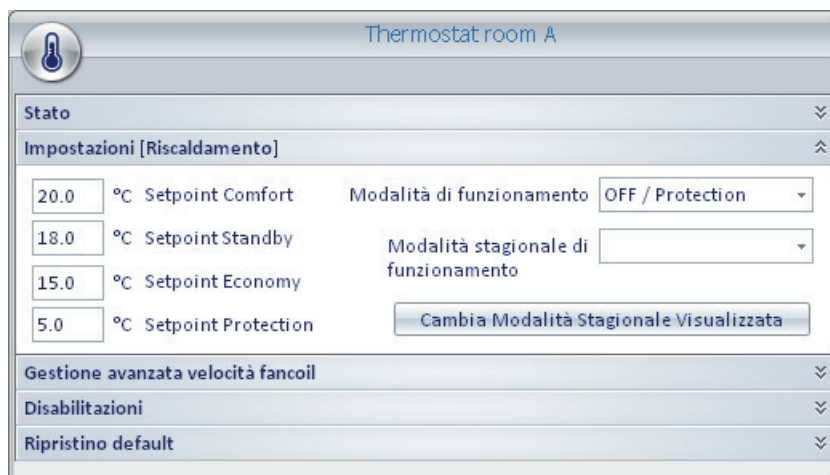 Thermostat room A
Stato
Impostazioni [Riscaldamento]
20.0 °C Setpoint Comfort Modalità di funzionamento OFF / Protection
18.0 °C Setpoint Standby Modalità stagionale di
funzionamento
15.0 °C Setpoint Economy
5.0 °C Setpoint Protection Cambia Modalità Stagionale Visualizzata
Gestione avanzata velocità fancoil
Disabilitazioni
Ripristino default